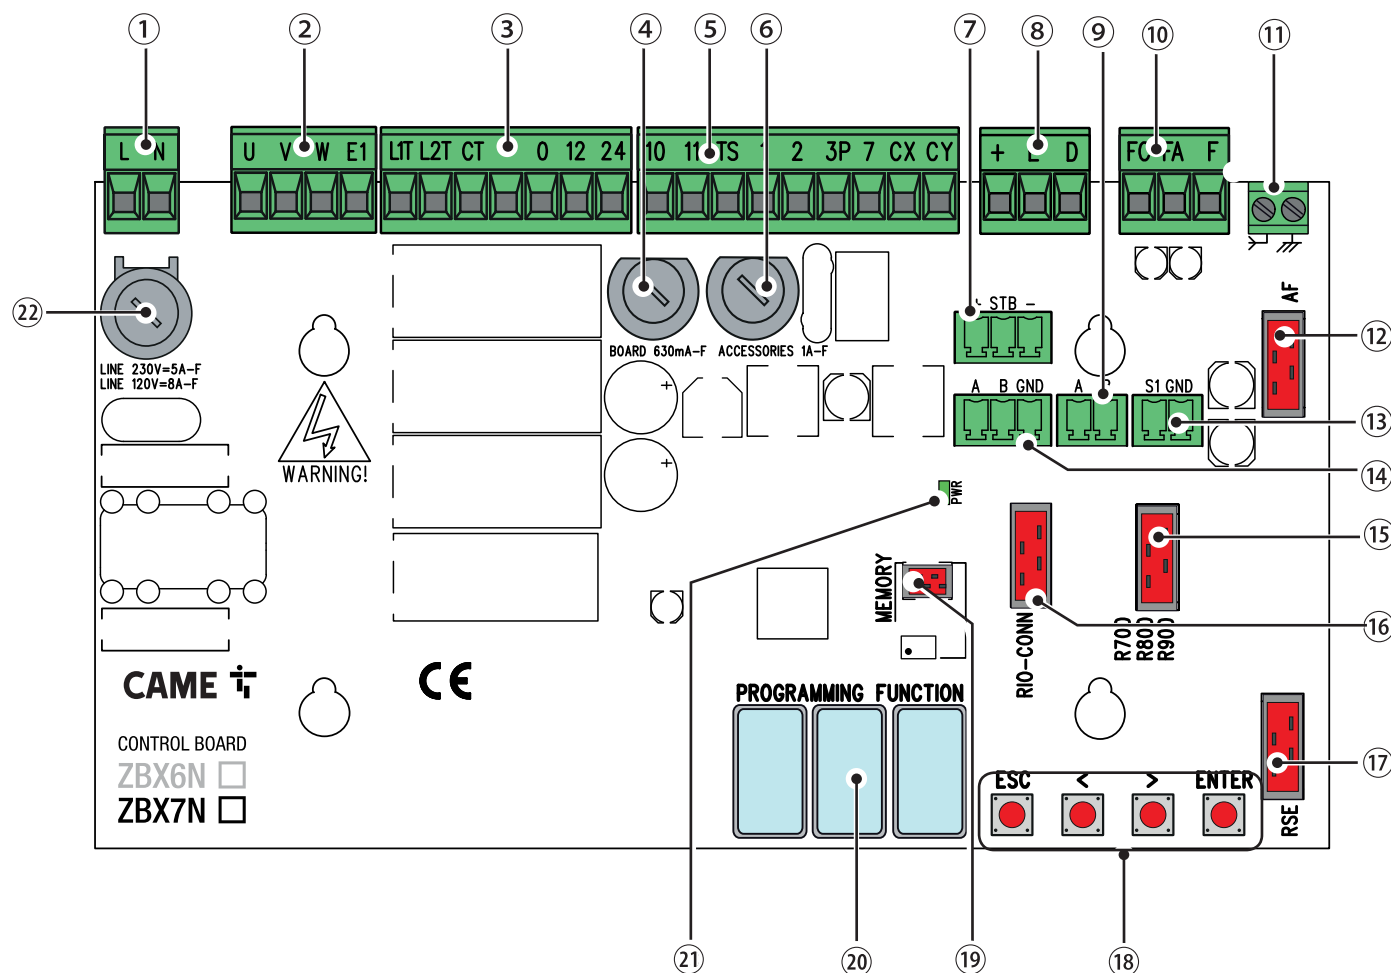 1 2 3 4 5 6 7 8 9 10 11
L N U V W E1 L1T L2T CT 0 12 24 10 11 TS 1 2 3P 7 CX CY + E D FC FA F
22
LINE 230V=5A-F
LINE 120V=8A-F
BOARD 630mA-F ACCESSORIES 1A-F
+ STB -
AF
12
A B GND A B S1 GND
13
WARNING!
14
PWR
15
MEMORY
RIO-CONN
R700
R800
R900
16
CAME
CE
PROGRAMMING FUNCTION
CONTROL BOARD
ZBX6N
ZBX7N
ESC < > ENTER
RSE
17
21 20 19 18